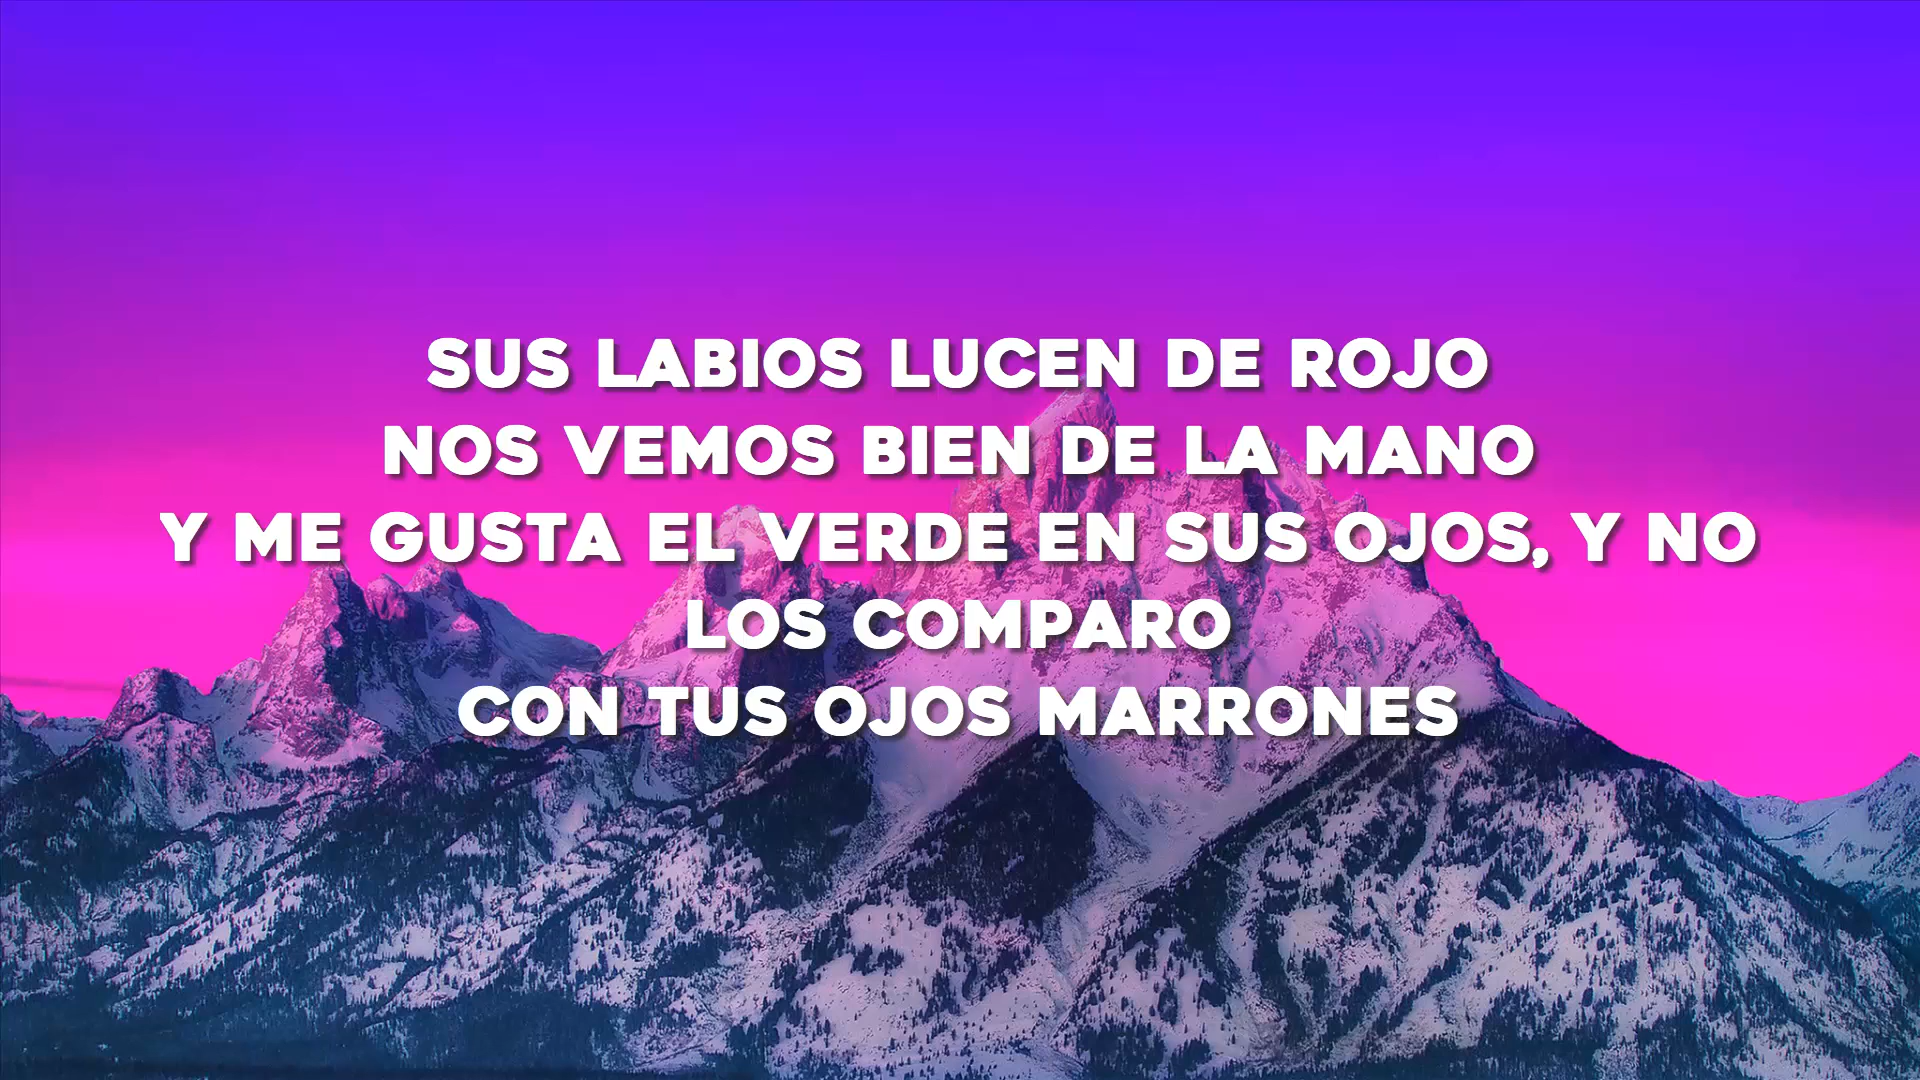 SUS LABIOS LUCEN DE ROJO
NOS VEMOS BIEN DE LA MANO
Y ME GUSTA EL VERDE EN SUS OJOS, Y NO
LOS COMPARO
CON TUS OJOS MARRONES